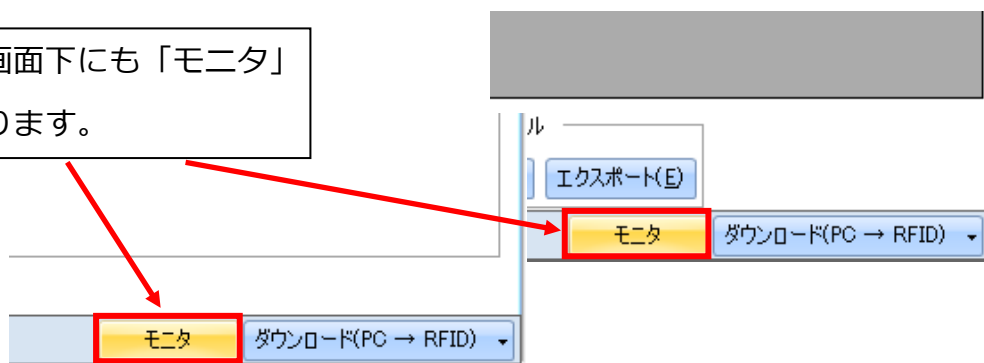 画面下にも「モニタ」
ります。
ル
エクスポート(E)
モニタ
ダウンロード(PC → RFID)
モニタ
ダウンロード(PC → RFID)